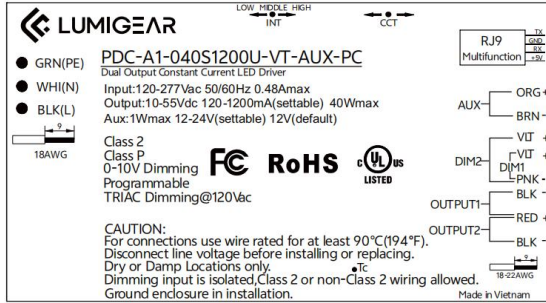 LUMIGEAR
LOW MIDDLE HIGH
INT
CCT
GRN(PE)
WHI(N)
BLK(L)
9
18AWG
PDC-A1-040S1200U-VT-AUX-PC
Dual Output Constant Current LED Driver
Input:120-277Vac 50/60Hz 0.48Amax
Output:10-55Vdc 120-1200mA(settable) 40Wmax
Aux:1Wmax 12-24V(settable) 12V(default)
Class 2
Class P
0-10V Dimming
Programmable
TRIAC Dimming@120Vac
FC RoHS c UL us
LISTED
CAUTION:
For connections use wire rated for at least 90°C(194°F).
Disconnect line voltage before installing or replacing.
Dry or Damp Locations only.
Tc
Dimming input is isolated,Class 2 or non-Class 2 wiring allowed.
Ground enclosure in installation.
RJ9
Multifunction
TX
GND
RX
+5V
AUX
ORG+
BRN-
DIM2
VLT +
DIM1
VLT +
PNK -
OUTPUT1
BLK -
OUTPUT2
RED +
BLK -
9
18-22AWG
Made in Vietnam